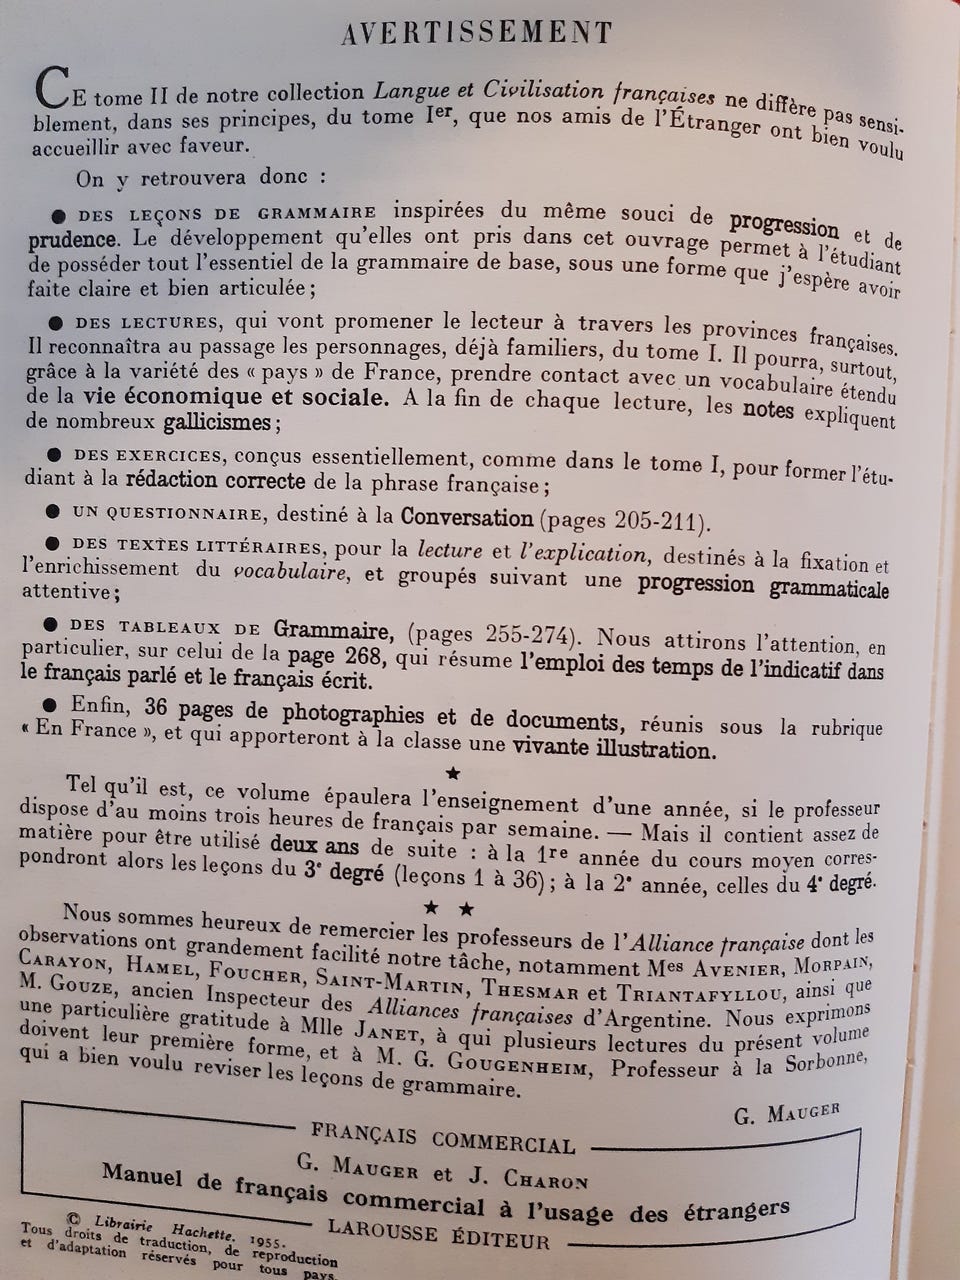 AVERTISSEMENT
CE tome II de notre collection Langue et Civilisation françaises ne diffère pas sensi-
blement, dans ses principes, du tome Ier, que nos amis de l'Étranger ont bien voulu
accueillir avec faveur.
On y retrouvera donc :
● DES LEÇONS DE GRAMMAIRE inspirées du même souci de progression et de
prudence. Le développement qu'elles ont pris dans cet ouvrage permet à l'étudiant
de posséder tout l'essentiel de la grammaire de base, sous une forme que j'espère avoir
faite claire et bien articulée ;
● DES LECTURES, qui vont promener le lecteur à travers les provinces françaises.
Il reconnaîtra au passage les personnages, déjà familiers, du tome I. Il pourra, surtout,
grâce à la variété des « pays » de France, prendre contact avec un vocabulaire étendu
de la vie économique et sociale. A la fin de chaque lecture, les notes expliquent
de nombreux gallicismes ;
● DES EXERCICES, conçus essentiellement, comme dans le tome I, pour former l'étu-
diant à la rédaction correcte de la phrase française ;
● UN QUESTIONNAIRE, destiné à la Conversation (pages 205-211).
● DES TEXTES LITTÉRAIRES, pour la lecture et l'explication, destinés à la fixation et
l'enrichissement du vocabulaire, et groupés suivant une progression grammaticale
attentive ;
● DES TABLEAUX DE Grammaire, (pages 255-274). Nous attirons l'attention, en
particulier, sur celui de la page 268, qui résume l'emploi des temps de l'indicatif dans
le français parlé et le français écrit.
● Enfin, 36 pages de photographies et de documents, réunis sous la rubrique
« En France », et qui apporteront à la classe une vivante illustration.
★
Tel qu'il est, ce volume épaulera l'enseignement d'une année, si le professeur
dispose d'au moins trois heures de français par semaine. — Mais il contient assez de
matière pour être utilisé deux ans de suite : à la 1re année du cours moyen corres-
pondront alors les leçons du 3e degré (leçons 1 à 36) ; à la 2e année, celles du 4e degré.
★ ★
Nous sommes heureux de remercier les professeurs de l'Alliance française dont les
observations ont grandement facilité notre tâche, notamment Mes AVENIER, MORPAIN,
CARAYON, HAMEL, FOUCHER, SAINT-MARTIN, THESMAR et TRIANTAFYLLOU, ainsi que
M. GOUZE, ancien Inspecteur des Alliances françaises d'Argentine. Nous exprimons
une particulière gratitude à Mlle JANET, à qui plusieurs lectures du présent volume
doivent leur première forme, et à M. G. GOUGENHEIM, Professeur à la Sorbonne,
qui a bien voulu reviser les leçons de grammaire.
G. MAUGER
FRANÇAIS COMMERCIAL
G. MAUGER et J. CHARON
Manuel de français commercial à l'usage des étrangers
LAROUSSE ÉDITEUR
© Librairie Hachette, 1955.
Tous droits de traduction, de reproduction
et d'adaptation réservés pour tous pays.